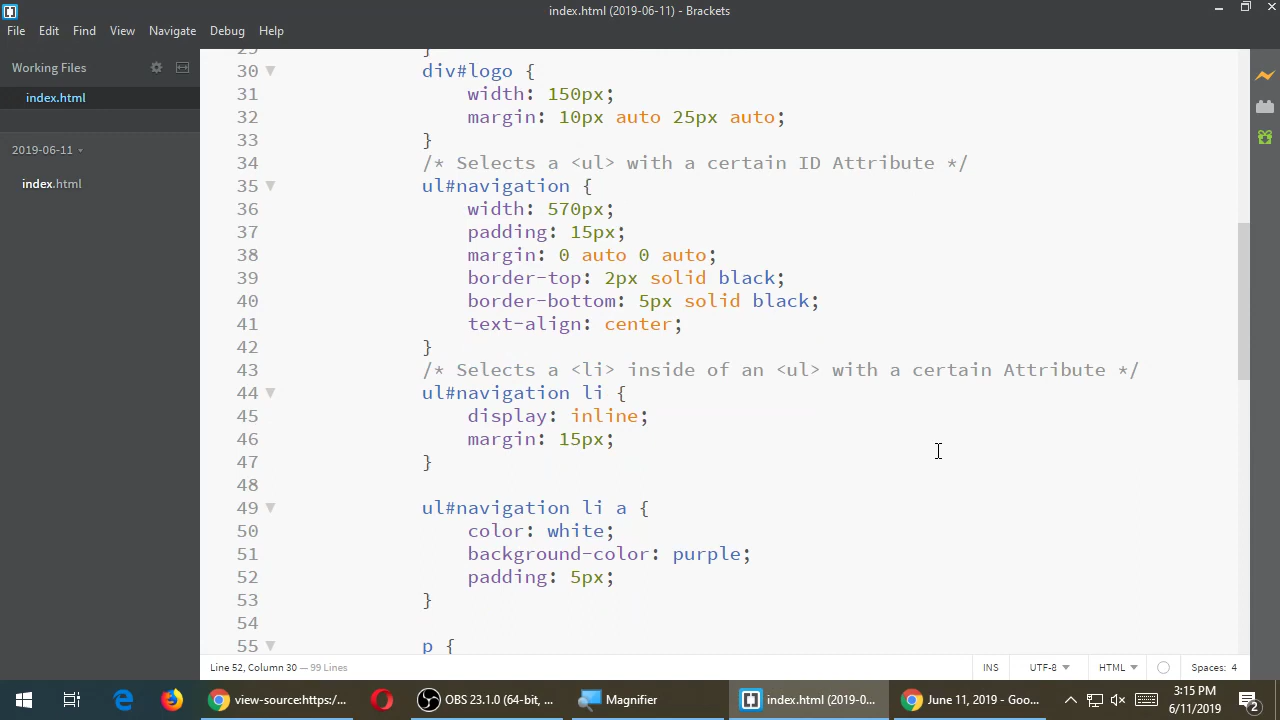 index.html (2019-06-11) - Brackets
File Edit Find View Navigate Debug Help
Working Files
index.html
2019-06-11
index.html
29 }
30 div#logo {
31 width: 150px;
32 margin: 10px auto 25px auto;
33 }
34 /* Selects a <ul> with a certain ID Attribute */
35 ul#navigation {
36 width: 570px;
37 padding: 15px;
38 margin: 0 auto 0 auto;
39 border-top: 2px solid black;
40 border-bottom: 5px solid black;
41 text-align: center;
42 }
43 /* Selects a <li> inside of an <ul> with a certain Attribute */
44 ul#navigation li {
45 display: inline;
46 margin: 15px;
47 }
48
49 ul#navigation li a {
50 color: white;
51 background-color: purple;
52 padding: 5px;
53 }
54
55 p {
Line 52, Column 30 — 99 Lines
INS UTF-8 HTML Spaces: 4
view-source:https:/... OBS 23.1.0 (64-bit, ... Magnifier index.html (2019-0... June 11, 2019 - Goo...
3:15 PM
6/11/2019
2